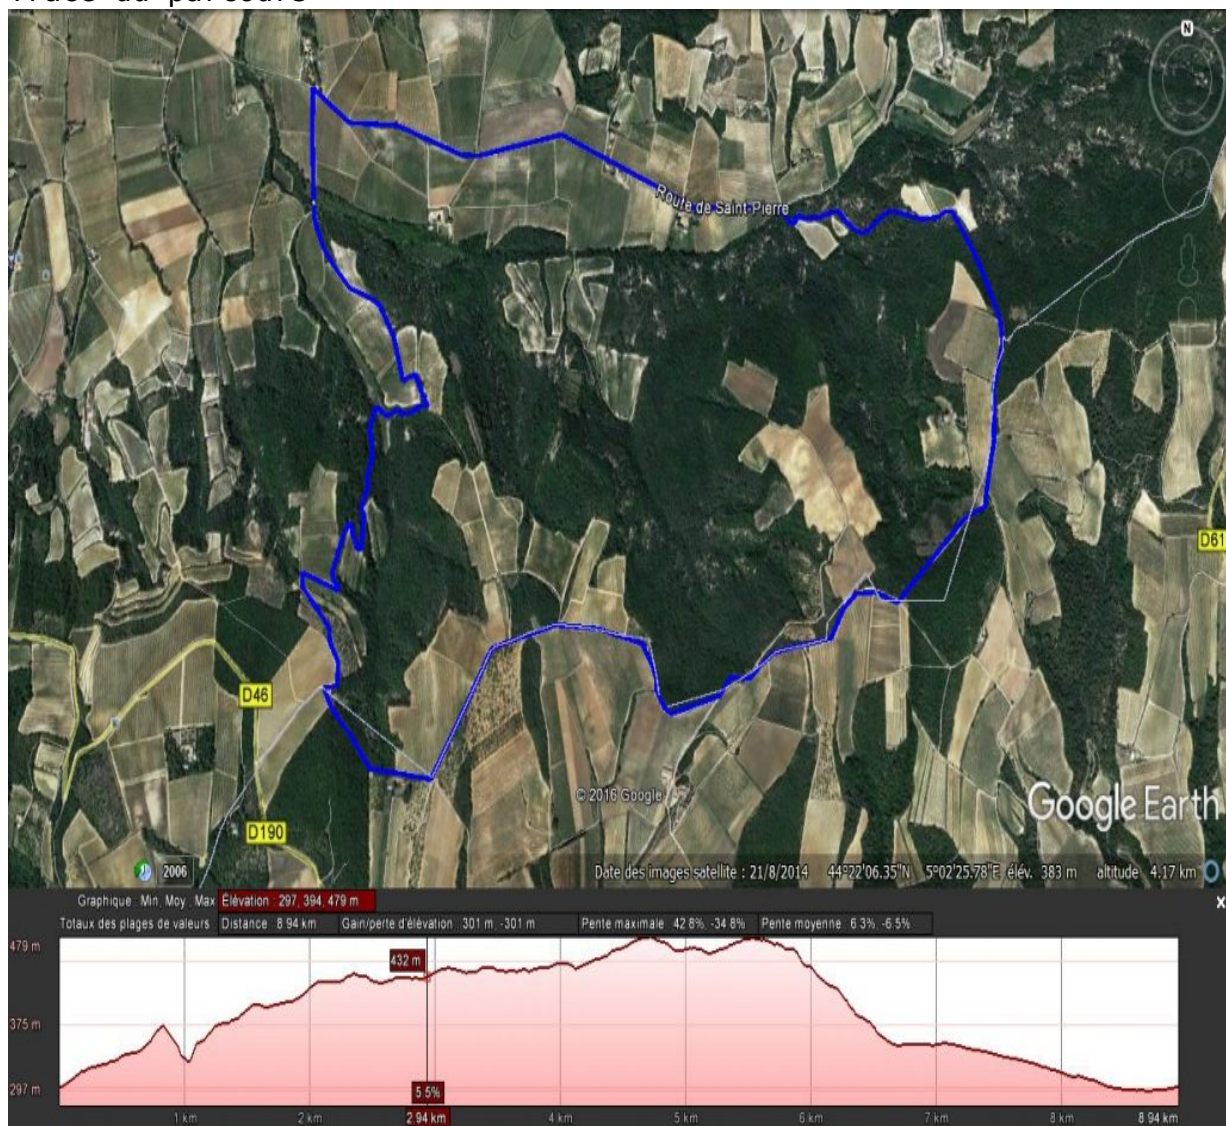 Trace du parcours
N
Route de Saint-Pierre
D61
D46
D190
© 2016 Google
Google Earth
2006
Date des images satellite : 21/8/2014 44°22'06.35"N 5°02'25.78"E élév. 383 m altitude 4.17 km
Graphique : Min, Moy, Max Élévation : 297, 394, 479 m
x
Totaux des plages de valeurs Distance : 8.94 km Gain/perte d'élévation 301 m, -301 m Pente maximale 42.8%, -34.8% Pente moyenne 6.3%, -6.5%
479 m
432 m
375 m
297 m
5.5%
1 km 2 km 2.94 km 4 km 5 km 6 km 7 km 8 km 8.94 km